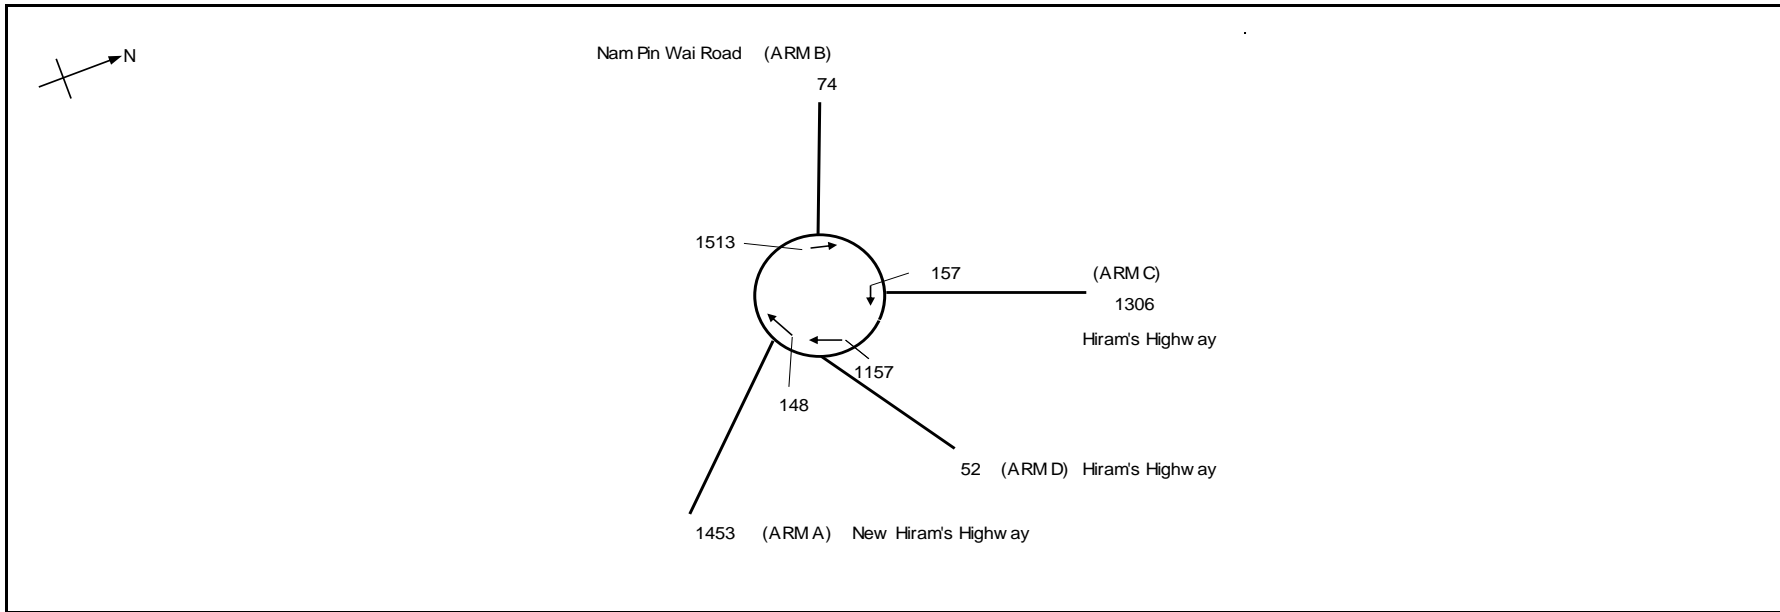 N
Nam Pin Wai Road (ARM B)
74
1513
157
(ARM C)
1306
Hiram's Highway
1157
148
52 (ARM D) Hiram's Highway
1453 (ARM A) New Hiram's Highway